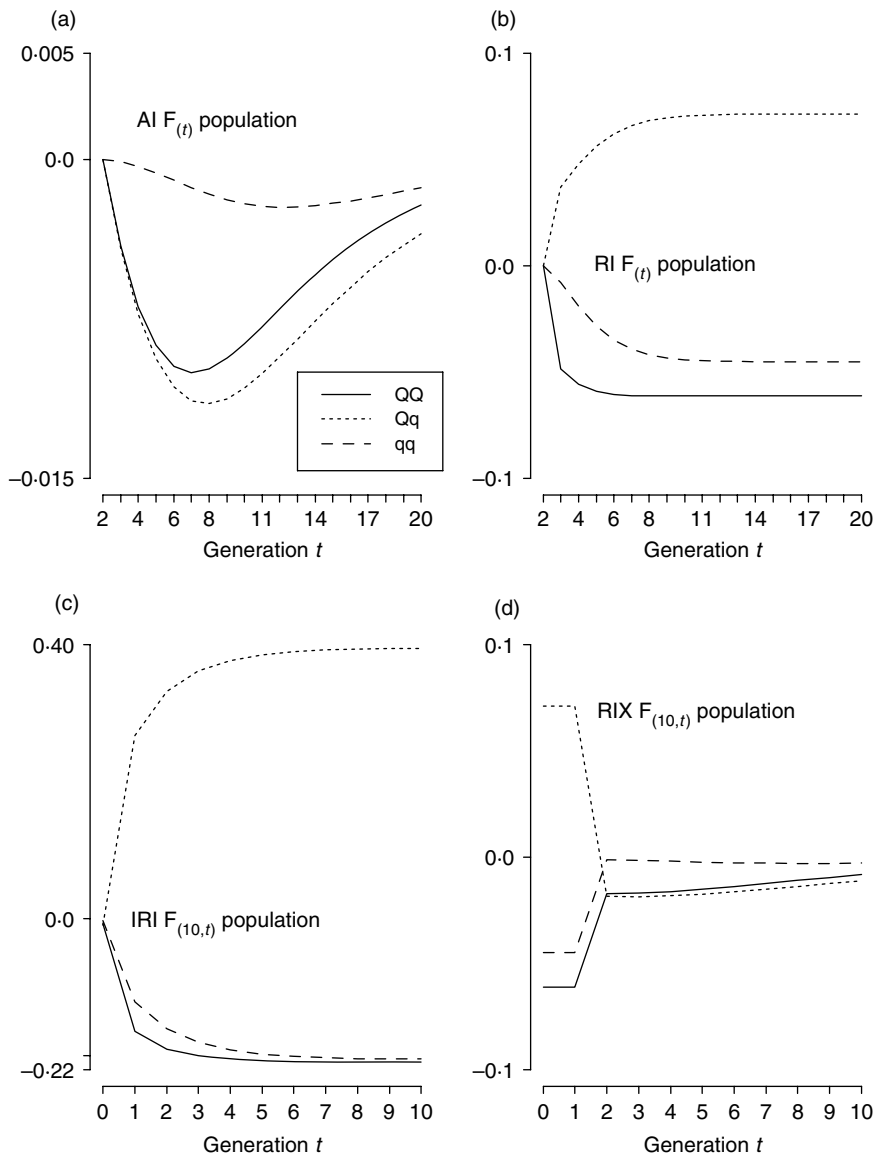 (a)
0·005
AI F(t) population
0·0
QQ
Qq
qq
−0·015
2 4 6 8 11 14 17 20
Generation t
(b)
0·1
0·0
RI F(t) population
−0·1
2 4 6 8 11 14 17 20
Generation t
(c)
0·40
0·0
IRI F(10,t) population
−0·22
0 1 2 3 4 5 6 7 8 9 10
Generation t
(d)
0·1
RIX F(10,t) population
0·0
−0·1
0 1 2 3 4 5 6 7 8 9 10
Generation t